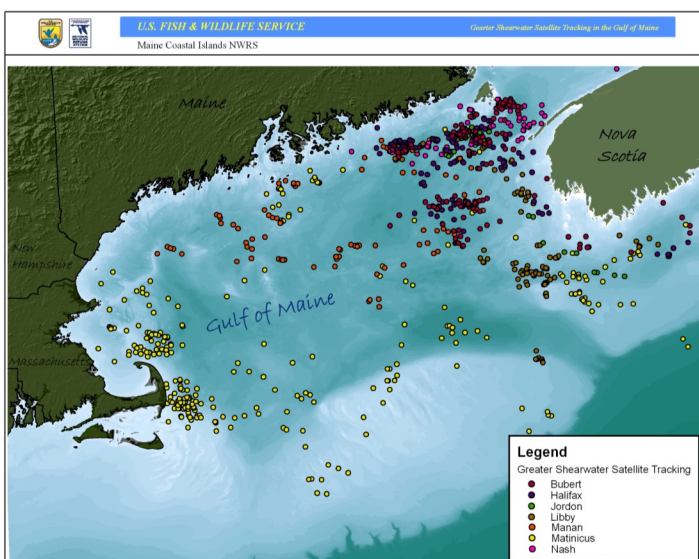 U.S. FISH & WILDLIFE SERVICE
Greater Shearwater Satellite Tracking in the Gulf of Maine
Maine Coastal Islands NWRS
Maine
Nova
Scotia
New
Hampshire
Gulf of Maine
Massachusetts
Legend
Greater Shearwater Satellite Tracking
Bubert
Halifax
Jordon
Libby
Manan
Matinicus
Nash